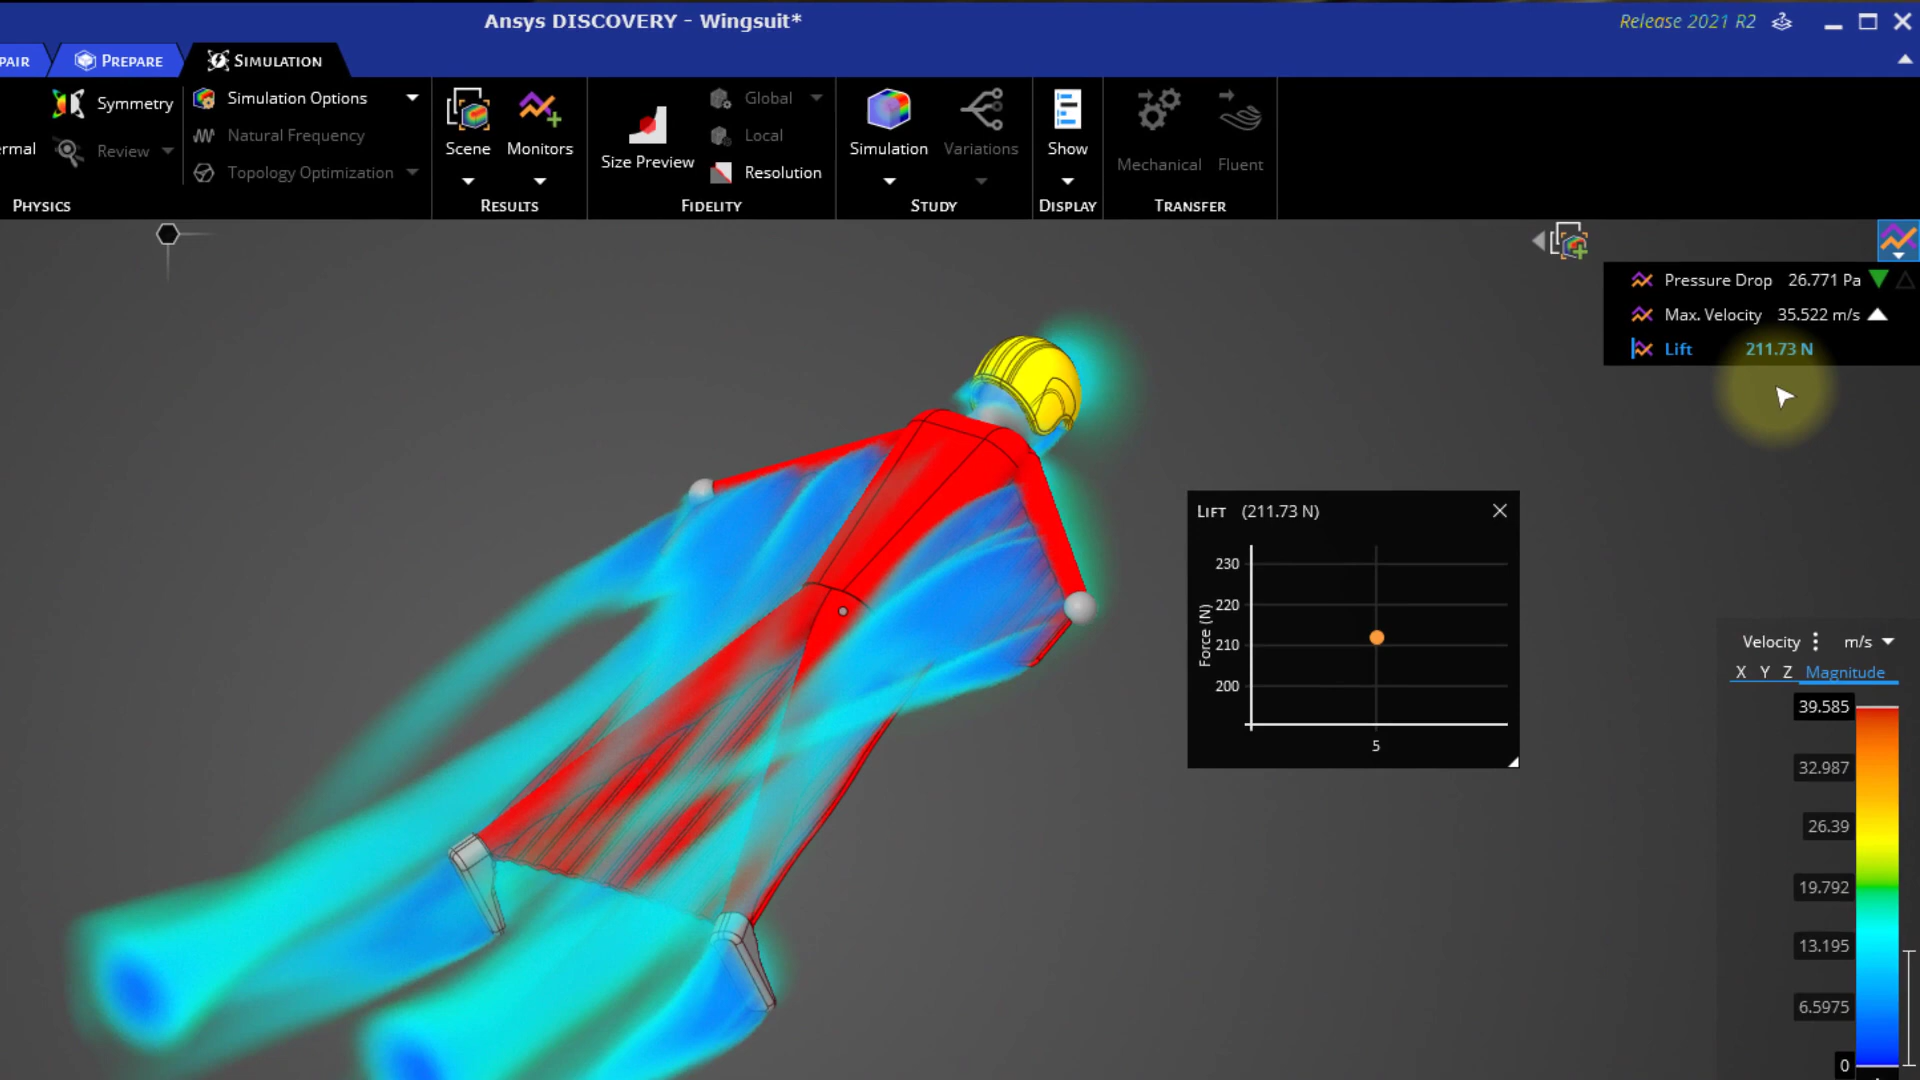 Ansys DISCOVERY - Wingsuit*
Release 2021 R2
PAIR
PREPARE
SIMULATION
Symmetry
ermal
Review
PHYSICS
Simulation Options
Natural Frequency
Topology Optimization
Scene
Monitors
RESULTS
Size Preview
Global
Local
Resolution
FIDELITY
Simulation
Variations
STUDY
Show
DISPLAY
Mechanical
Fluent
TRANSFER
Pressure Drop 26.771 Pa
Max. Velocity 35.522 m/s
Lift 211.73 N
LIFT (211.73 N)
230
220
210
200
Force (N)
5
Velocity m/s
X Y Z Magnitude
39.585
32.987
26.39
19.792
13.195
6.5975
0